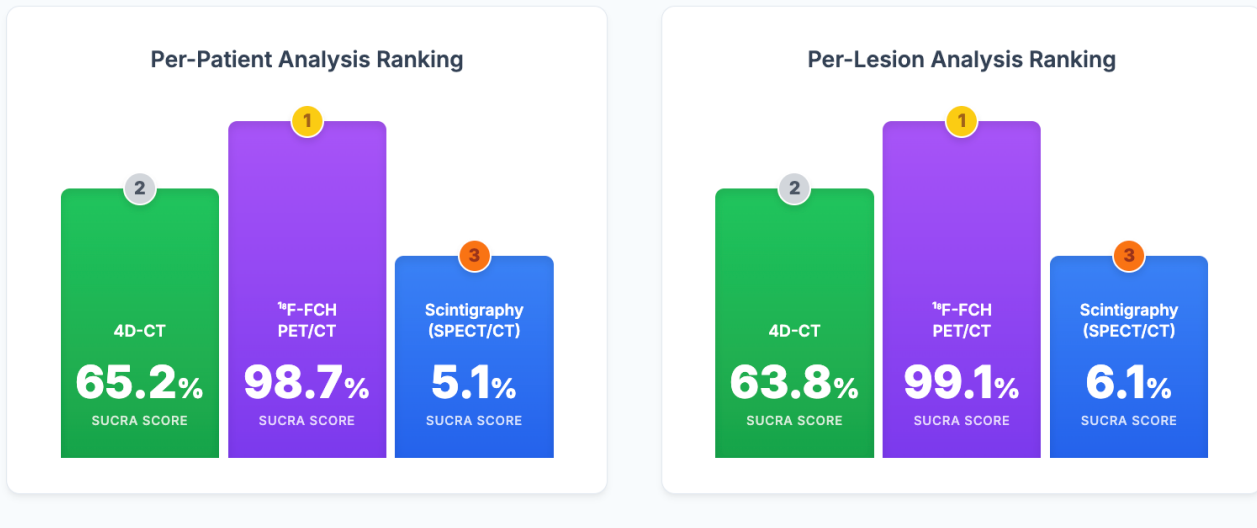 Per-Patient Analysis Ranking
2
4D-CT
65.2%
SUCRA SCORE
1
¹⁸F-FCH
PET/CT
98.7%
SUCRA SCORE
3
Scintigraphy
(SPECT/CT)
5.1%
SUCRA SCORE
Per-Lesion Analysis Ranking
2
4D-CT
63.8%
SUCRA SCORE
1
¹⁸F-FCH
PET/CT
99.1%
SUCRA SCORE
3
Scintigraphy
(SPECT/CT)
6.1%
SUCRA SCORE